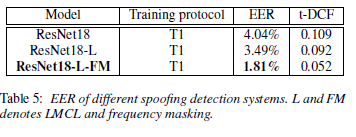 Model Training protocol EER t-DCF
ResNet18 T1 4.04% 0.109
ResNet18-L T1 3.49% 0.092
ResNet18-L-FM T1 1.81% 0.052
Table 5: EER of different spoofing detection systems. L and FM
denotes LMCL and frequency masking.